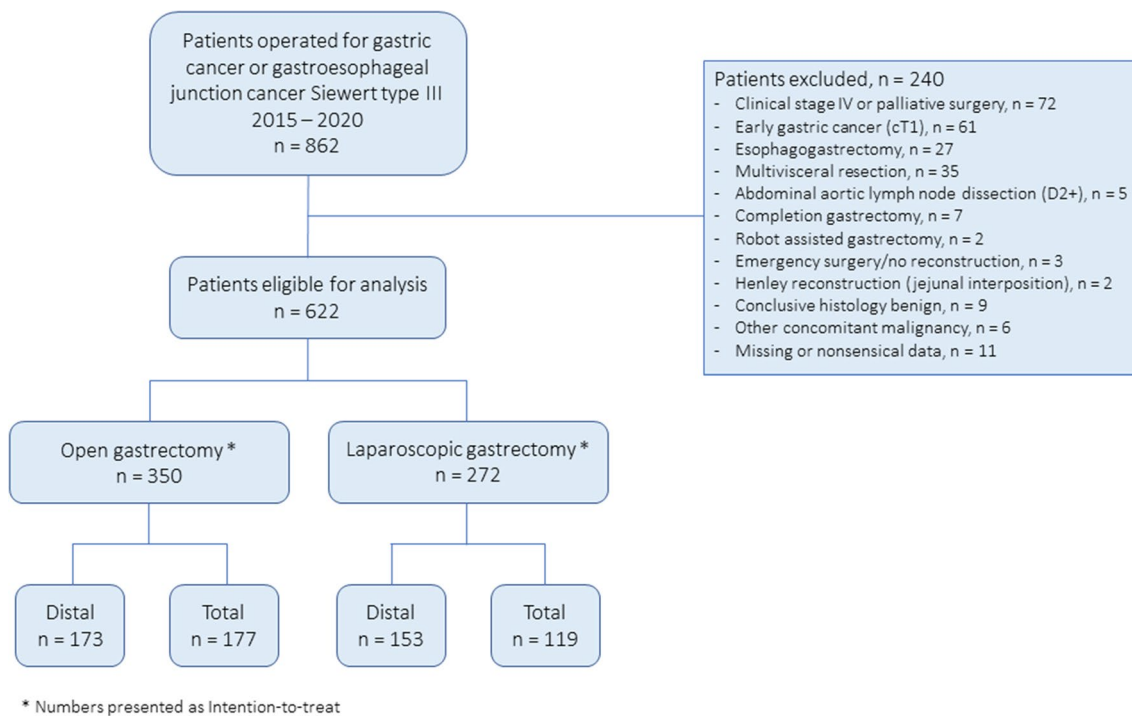 Patients operated for gastric
cancer or gastroesophageal
junction cancer Siewert type III
2015 – 2020
n = 862
Patients excluded, n = 240
- Clinical stage IV or palliative surgery, n = 72
- Early gastric cancer (cT1), n = 61
- Esophagogastrectomy, n = 27
- Multivisceral resection, n = 35
- Abdominal aortic lymph node dissection (D2+), n = 5
- Completion gastrectomy, n = 7
- Robot assisted gastrectomy, n = 2
- Emergency surgery/no reconstruction, n = 3
- Henley reconstruction (jejunal interposition), n = 2
- Conclusive histology benign, n = 9
- Other concomitant malignancy, n = 6
- Missing or nonsensical data, n = 11
Patients eligible for analysis
n = 622
Open gastrectomy *
n = 350
Laparoscopic gastrectomy *
n = 272
Distal
n = 173
Total
n = 177
Distal
n = 153
Total
n = 119
* Numbers presented as Intention-to-treat